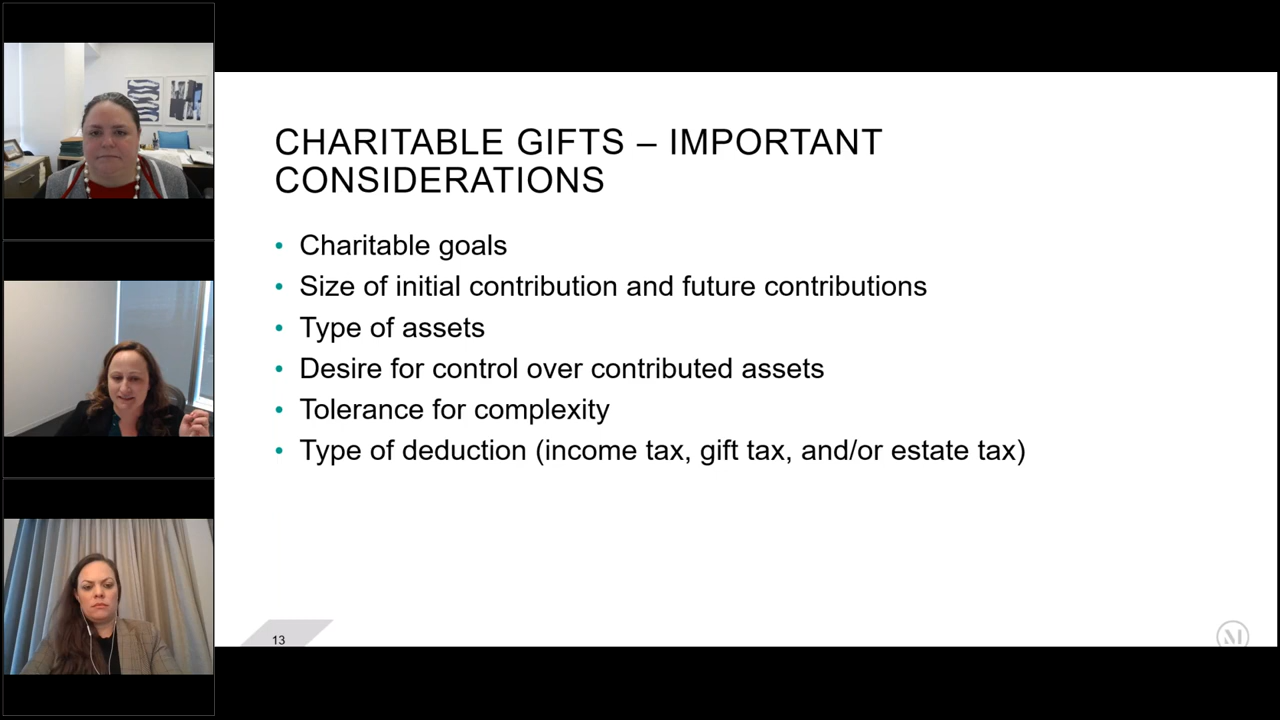 CHARITABLE GIFTS – IMPORTANT
CONSIDERATIONS
• Charitable goals
• Size of initial contribution and future contributions
• Type of assets
• Desire for control over contributed assets
• Tolerance for complexity
• Type of deduction (income tax, gift tax, and/or estate tax)
13
M